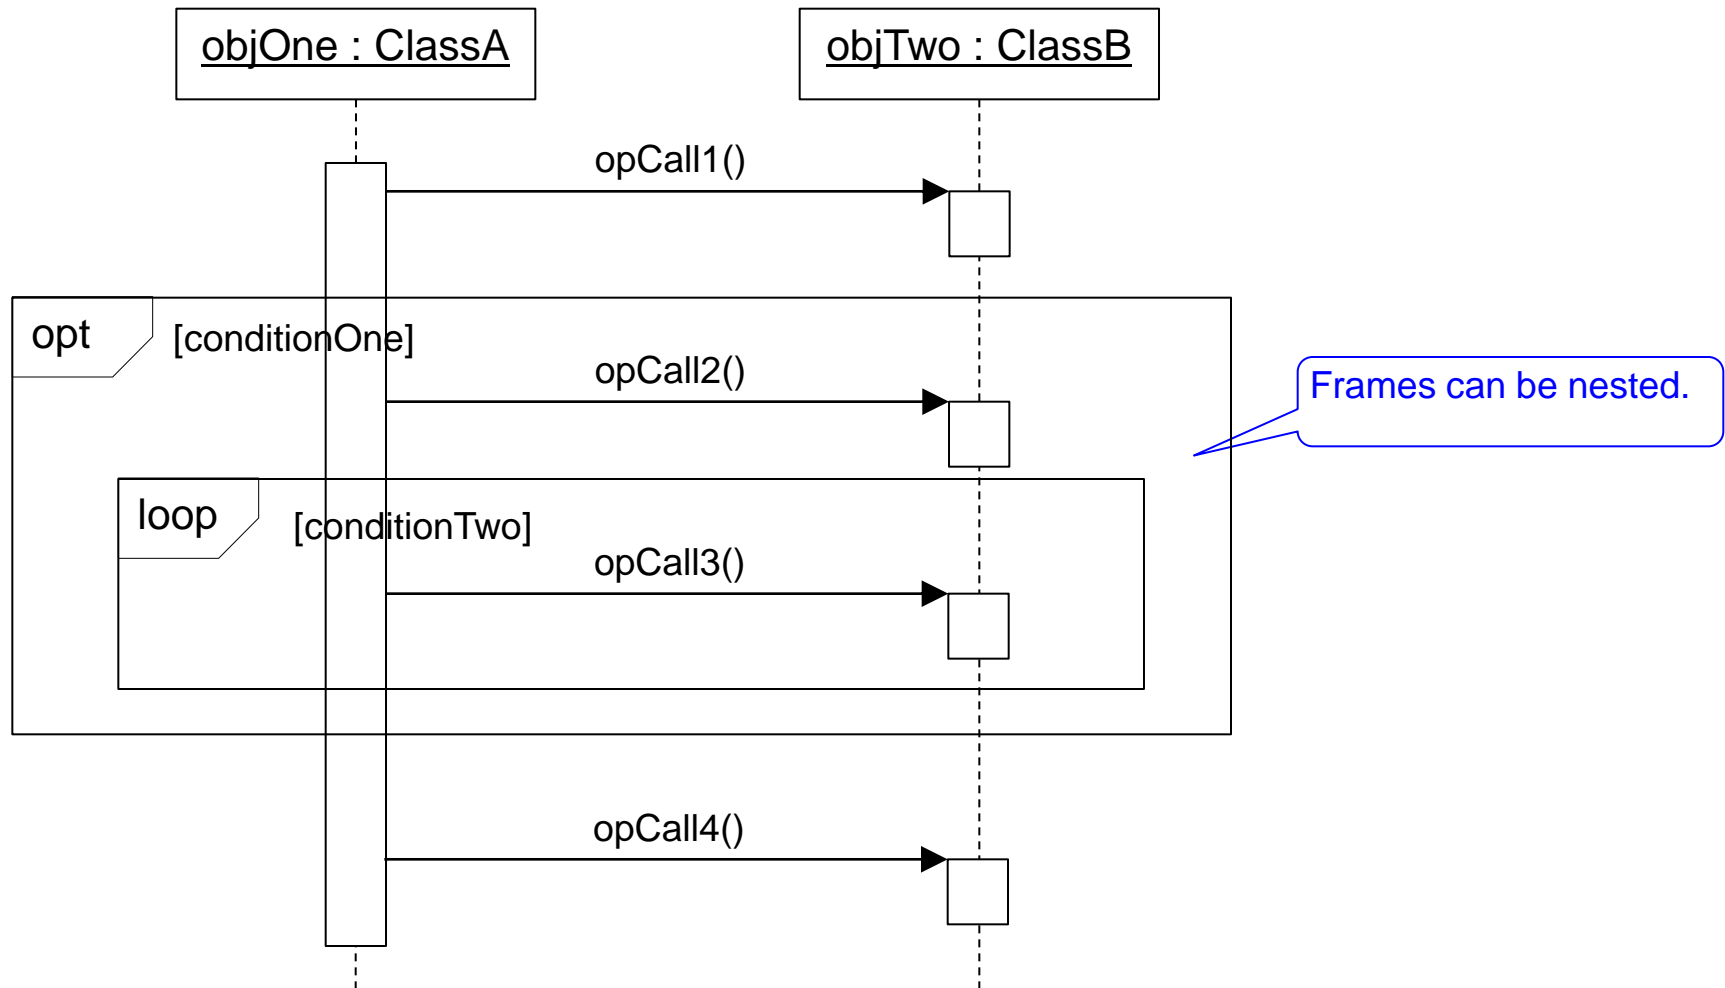 objOne : ClassA
objTwo : ClassB
opCall1()
opt
[conditionOne]
opCall2()
Frames can be nested.
loop
[conditionTwo]
opCall3()
opCall4()